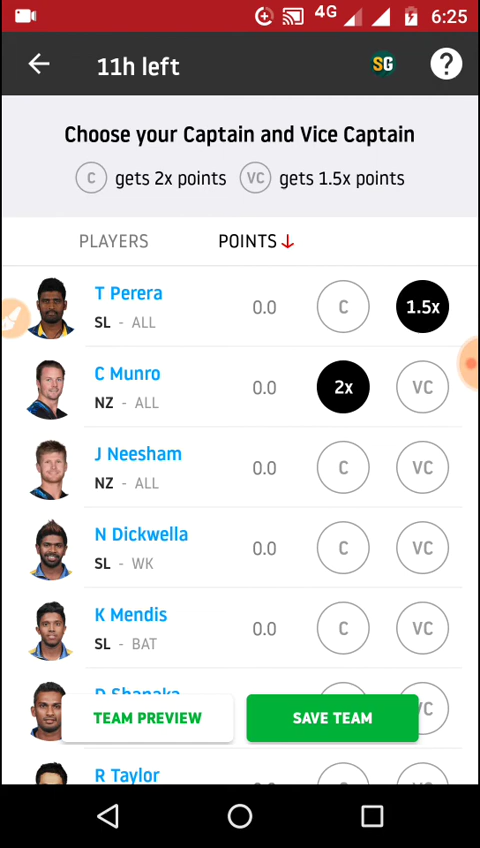 4G 6:25
11h left SG ?
Choose your Captain and Vice Captain
C gets 2x points VC gets 1.5x points
PLAYERS POINTS
T Perera
SL - ALL 0.0 C 1.5x
C Munro
NZ - ALL 0.0 2x VC
J Neesham
NZ - ALL 0.0 C VC
N Dickwella
SL - WK 0.0 C VC
K Mendis
SL - BAT 0.0 C VC
D Shanaka
TEAM PREVIEW SAVE TEAM VC
R Taylor